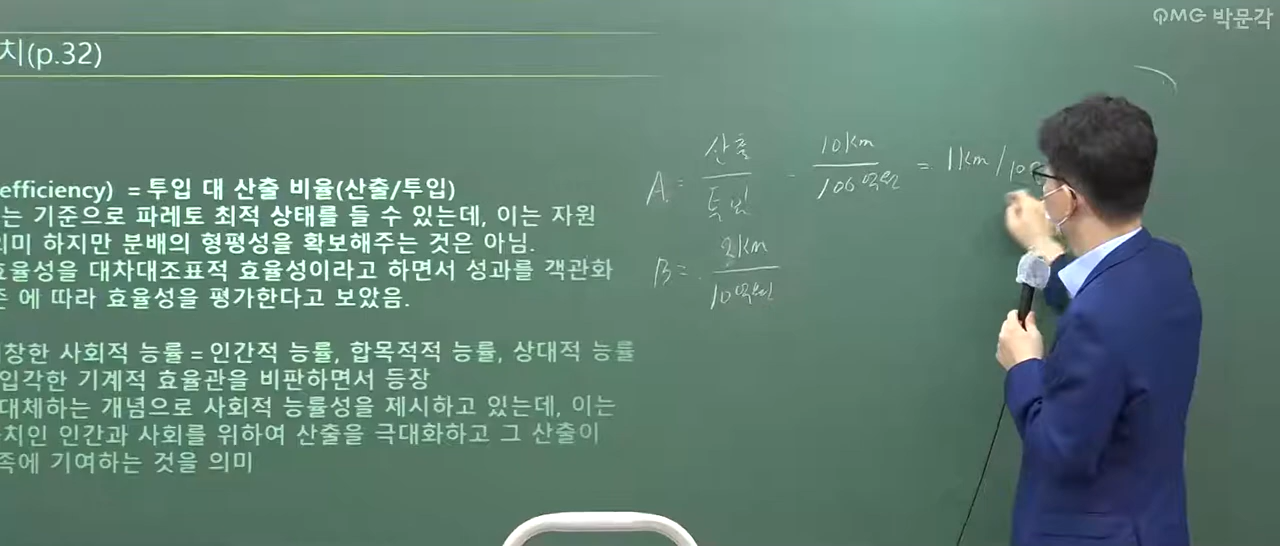 PMG 박문각
치(p.32)
efficiency) = 투입 대 산출 비율(산출/투입)
는 기준으로 파레토 최적 상태를 들 수 있는데, 이는 자원
의미 하지만 분배의 형평성을 확보해주는 것은 아님.
효율성을 대차대조표적 효율성이라고 하면서 성과를 객관화
준 에 따라 효율성을 평가한다고 보았음.
창한 사회적 능률 = 인간적 능률, 합목적적 능률, 상대적 능률
입각한 기계적 효율관을 비판하면서 등장
대체하는 개념으로 사회적 능률성을 제시하고 있는데, 이는
치인 인간과 사회를 위하여 산출을 극대화하고 그 산출이
족에 기여하는 것을 의미
A = 산출 / 투입 = 10km / 100억원 = 1km/10억
B = 2km / 10억원